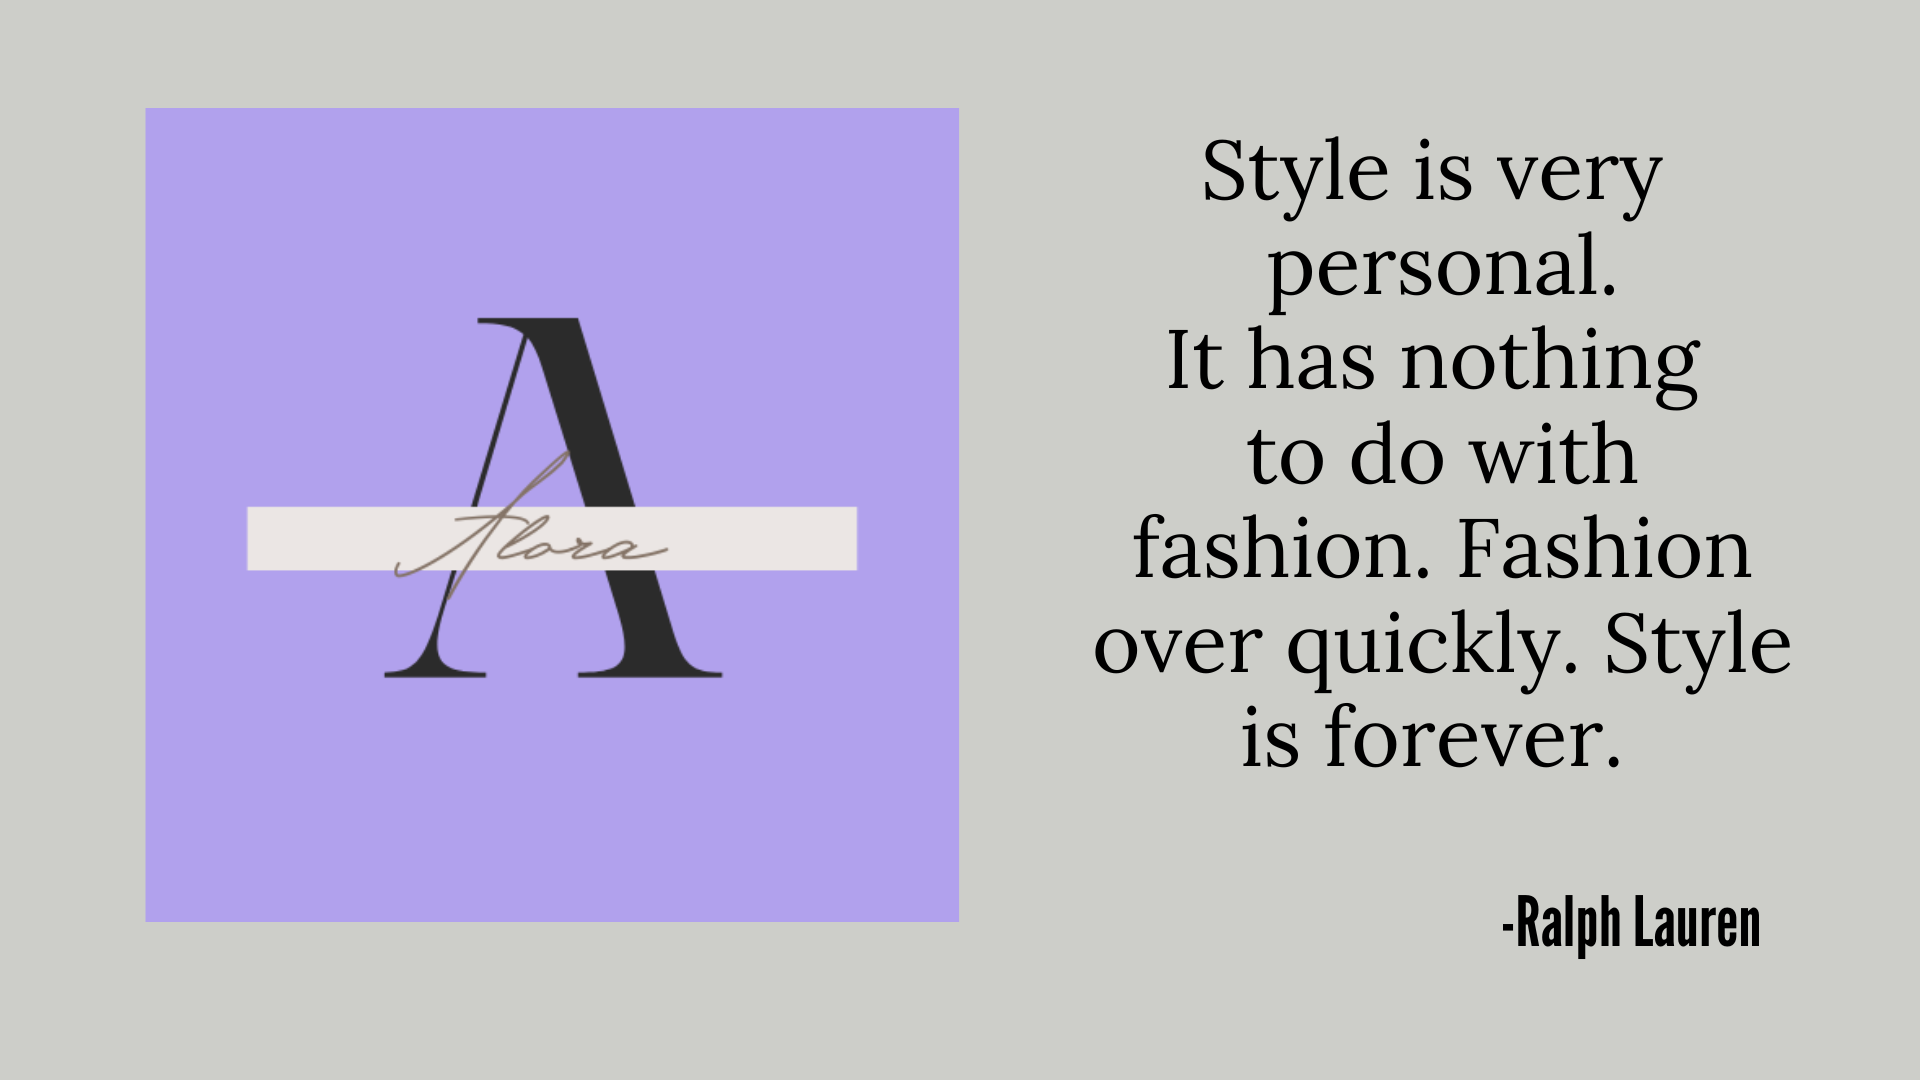 A
Alora
Style is very
personal.
It has nothing
to do with
fashion. Fashion
over quickly. Style
is forever.
-Ralph Lauren